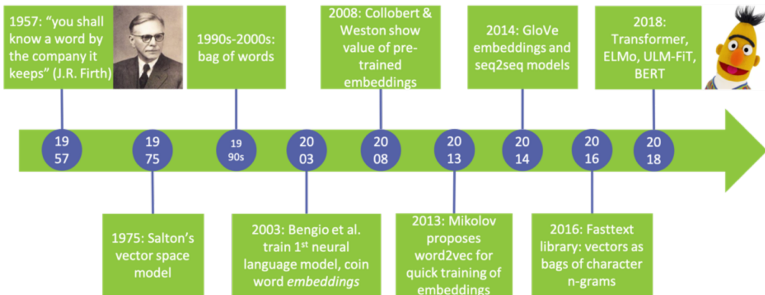 1957: “you shall
know a word by
the company it
keeps” (J.R. Firth)
1990s-2000s:
bag of words
2008: Collobert &
Weston show
value of pre-
trained
embeddings
2014: GloVe
embeddings and
seq2seq models
2018:
Transformer,
ELMo, ULM-FiT,
BERT
19
57
19
75
19
90s
20
03
20
08
20
13
20
14
20
16
20
18
1975: Salton’s
vector space
model
2003: Bengio et al.
train 1st neural
language model, coin
word embeddings
2013: Mikolov
proposes
word2vec for
quick training of
embeddings
2016: Fasttext
library: vectors as
bags of character
n-grams